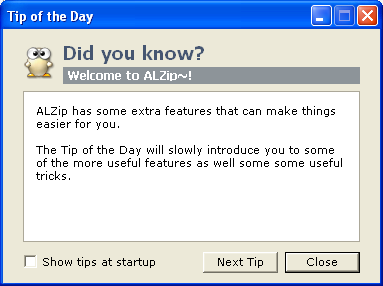 Tip of the Day
Did you know?
Welcome to ALZip~!
ALZip has some extra features that can make things
easier for you.
The Tip of the Day will slowly introduce you to some
of the more useful features as well some some useful
tricks.
Show tips at startup
Next Tip
Close